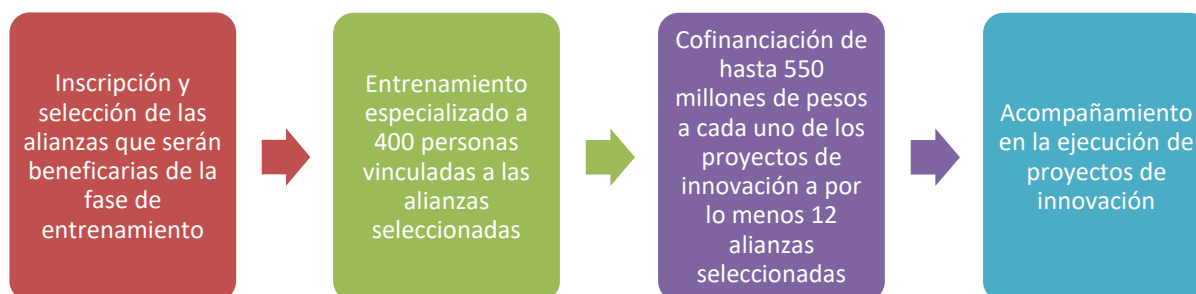 Inscripción y
selección de las
alianzas que serán
beneficarias de la
fase de
entrenamiento
Entrenamiento
especializado a
400 personas
vinculadas a las
alianzas
seleccionadas
Cofinanciación de
hasta 550
millones de pesos
a cada uno de los
proyectos de
innovación a por
lo menos 12
alianzas
seleccionadas
Acompañamiento
en la ejecución de
proyectos de
innovación